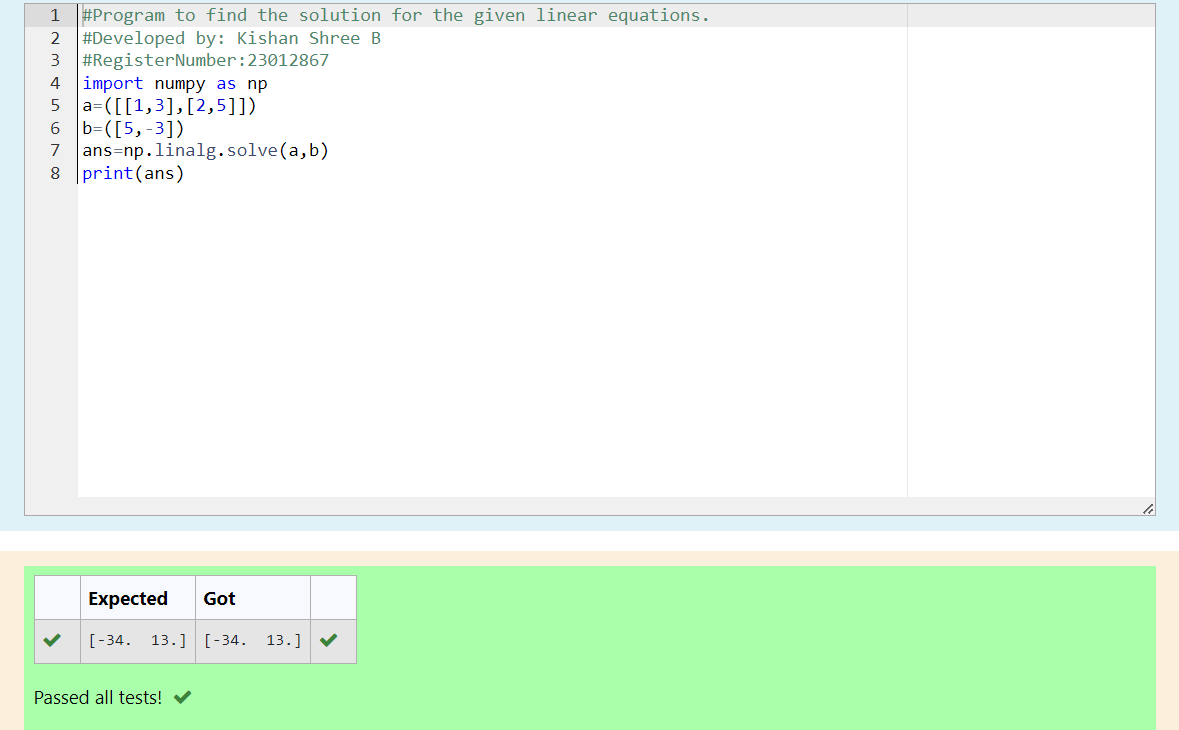 1 #Program to find the solution for the given linear equations.
2 #Developed by: Kishan Shree B
3 #RegisterNumber:23012867
4 import numpy as np
5 a=([[1,3],[2,5]])
6 b=([5,-3])
7 ans=np.linalg.solve(a,b)
8 print(ans)
Expected Got
[-34.  13.] [-34.  13.]
Passed all tests!